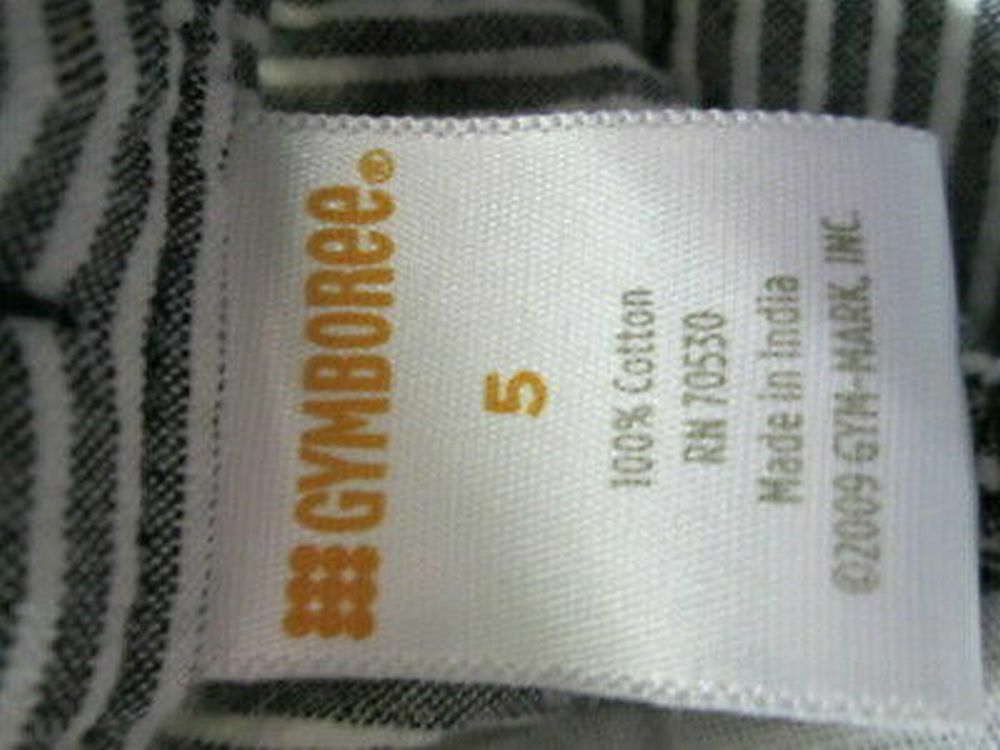 GYMBOREE®
5
100% Cotton
RN 70530
Made in India
©2009 GYM-MARK, INC.